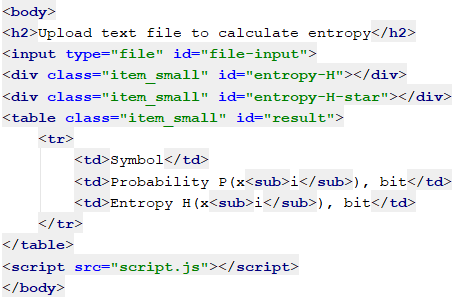 <body>
<h2>Upload text file to calculate entropy</h2>
<input type="file" id="file-input">
<div class="item_small" id="entropy-H"></div>
<div class="item_small" id="entropy-H-star"></div>
<table class="item_small" id="result">
    <tr>
        <td>Symbol</td>
        <td>Probability P(x<sub>i</sub>), bit</td>
        <td>Entropy H(x<sub>i</sub>), bit</td>
    </tr>
</table>
<script src="script.js"></script>
</body>